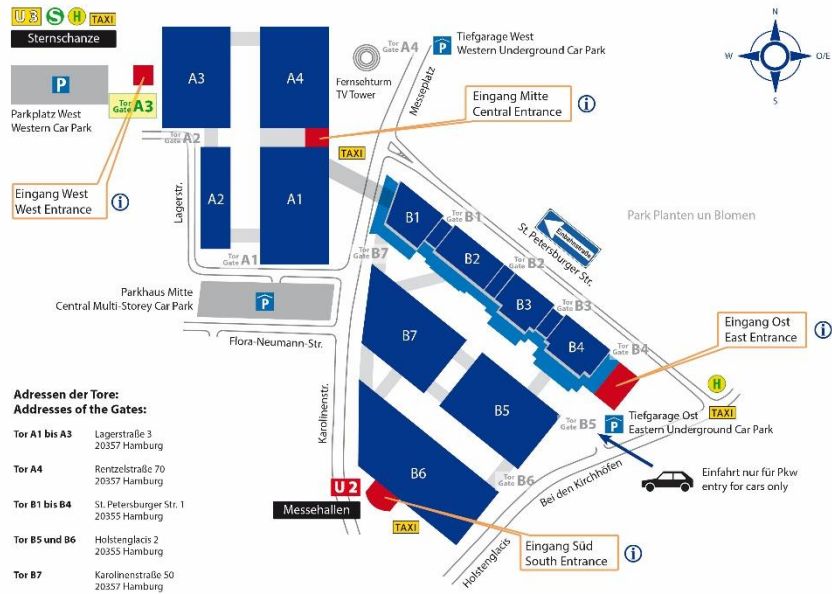 U3 S H TAXI
Sternschanze
P
Parkplatz West
Western Car Park
Tor
Gate A3
Tor
Gate A2
Eingang West
West Entrance
i
Lagerstr.
A3
A4
A2
A1
Tor
Gate A1
Fernsehturm
TV Tower
Tor
Gate A4
Messeplatz
P
Tiefgarage West
Western Underground Car Park
Eingang Mitte
Central Entrance
i
TAXI
N
W
O/E
S
Parkhaus Mitte
Central Multi-Storey Car Park
P
Flora-Neumann-Str.
Karolinenstr.
Tor
Gate B7
B1
Tor
Gate B1
B2
Tor
Gate B2
B3
Tor
Gate B3
B4
Tor
Gate B4
Einbahnstraße
St. Petersburger Str.
Park Planten un Blomen
Eingang Ost
East Entrance
i
H
TAXI
B7
B5
B6
Tor
Gate B5
P
Tiefgarage Ost
Eastern Underground Car Park
Tor
Gate B6
Bei den Kirchhöfen
Einfahrt nur für Pkw
entry for cars only
U2
Messehallen
TAXI
Holstenglacis
Eingang Süd
South Entrance
i
Adressen der Tore:
Addresses of the Gates:
Tor A1 bis A3 Lagerstraße 3
20357 Hamburg
Tor A4 Rentzelstraße 70
20357 Hamburg
Tor B1 bis B4 St. Petersburger Str. 1
20355 Hamburg
Tor B5 und B6 Holstenglacis 2
20355 Hamburg
Tor B7 Karolinenstraße 50
20357 Hamburg